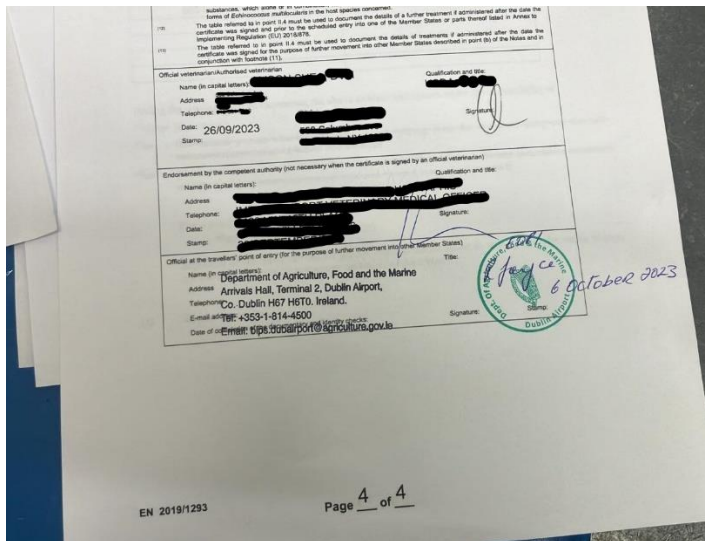 substances, which alone or in
forms of Echinococcus multilocularis in the host species concerned.
(10) The table referred to in point II.4 must be used to document the details of a further treatment if administered after the date the
certificate was signed and prior to the scheduled entry into one of the Member States or parts thereof listed in Annex to
Implementing Regulation (EU) 2018/878.
(11) The table referred to in point II.4 must be used to document the details of treatments if administered after the date the
certificate was signed for the purpose of further movement into other Member States described in point (b) of the Notes and in
conjunction with footnote (11).
Official veterinarian/Authorised veterinarian
Name (in capital letters): Qualification and title:
Address
Telephone: Signature:
Date: 26/09/2023
Stamp:
Endorsement by the competent authority (not necessary when the certificate is signed by an official veterinarian)
Name (in capital letters): Qualification and title:
Address
MEDICAL OFFICER
Telephone: Signature:
Date:
Stamp:
Official at the travellers' point of entry (for the purpose of further movement into other Member States)
Name (in capital letters): Title:
Department of Agriculture, Food and the Marine
Address Arrivals Hall, Terminal 2, Dublin Airport,
Telephone: Co. Dublin H67 H6T0. Ireland.
E-mail address: Tel: +353-1-814-4500 Signature: Stamp:
Date of completion of the documentary and identity checks:
Email: bips.dubairport@agriculture.gov.ie
Dept. of Agriculture, Food & the Marine
Dublin Airport
Joyce
6 October 2023
EN 2019/1293 Page 4 of 4